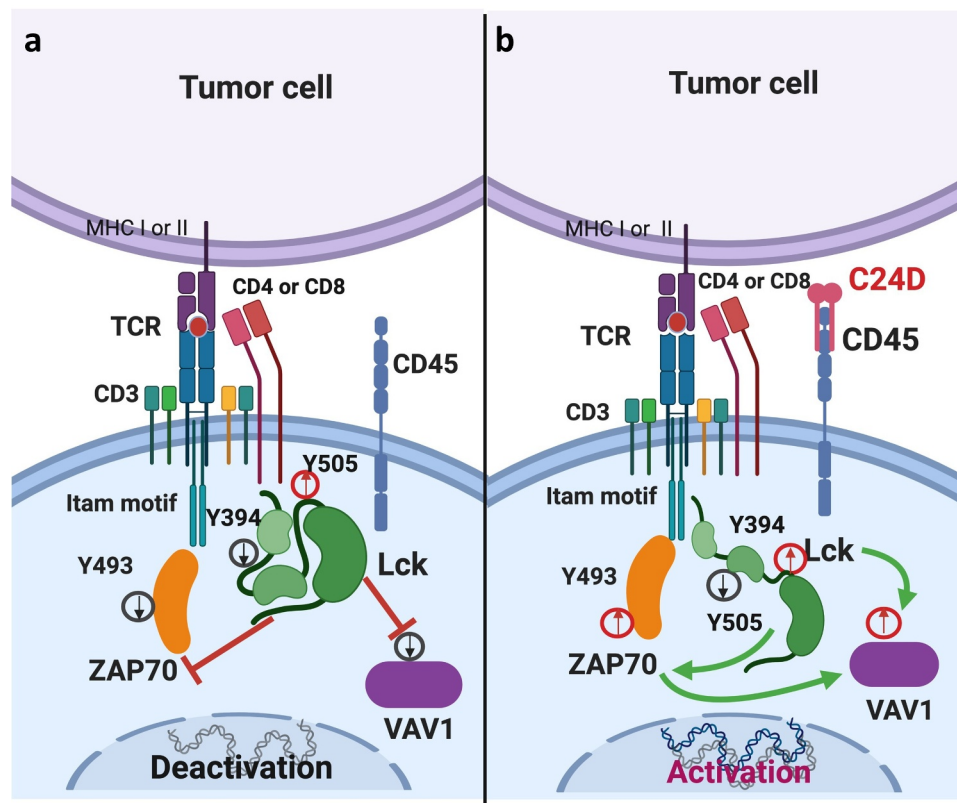 a
Tumor cell
MHC I or II
CD4 or CD8
TCR
CD45
CD3
Y505
Itam motif
Y394
Y493
Lck
ZAP70
VAV1
Deactivation
b
Tumor cell
MHC I or II
CD4 or CD8
C24D
TCR
CD45
CD3
Itam motif
Y394
Lck
Y493
Y505
ZAP70
VAV1
Activation